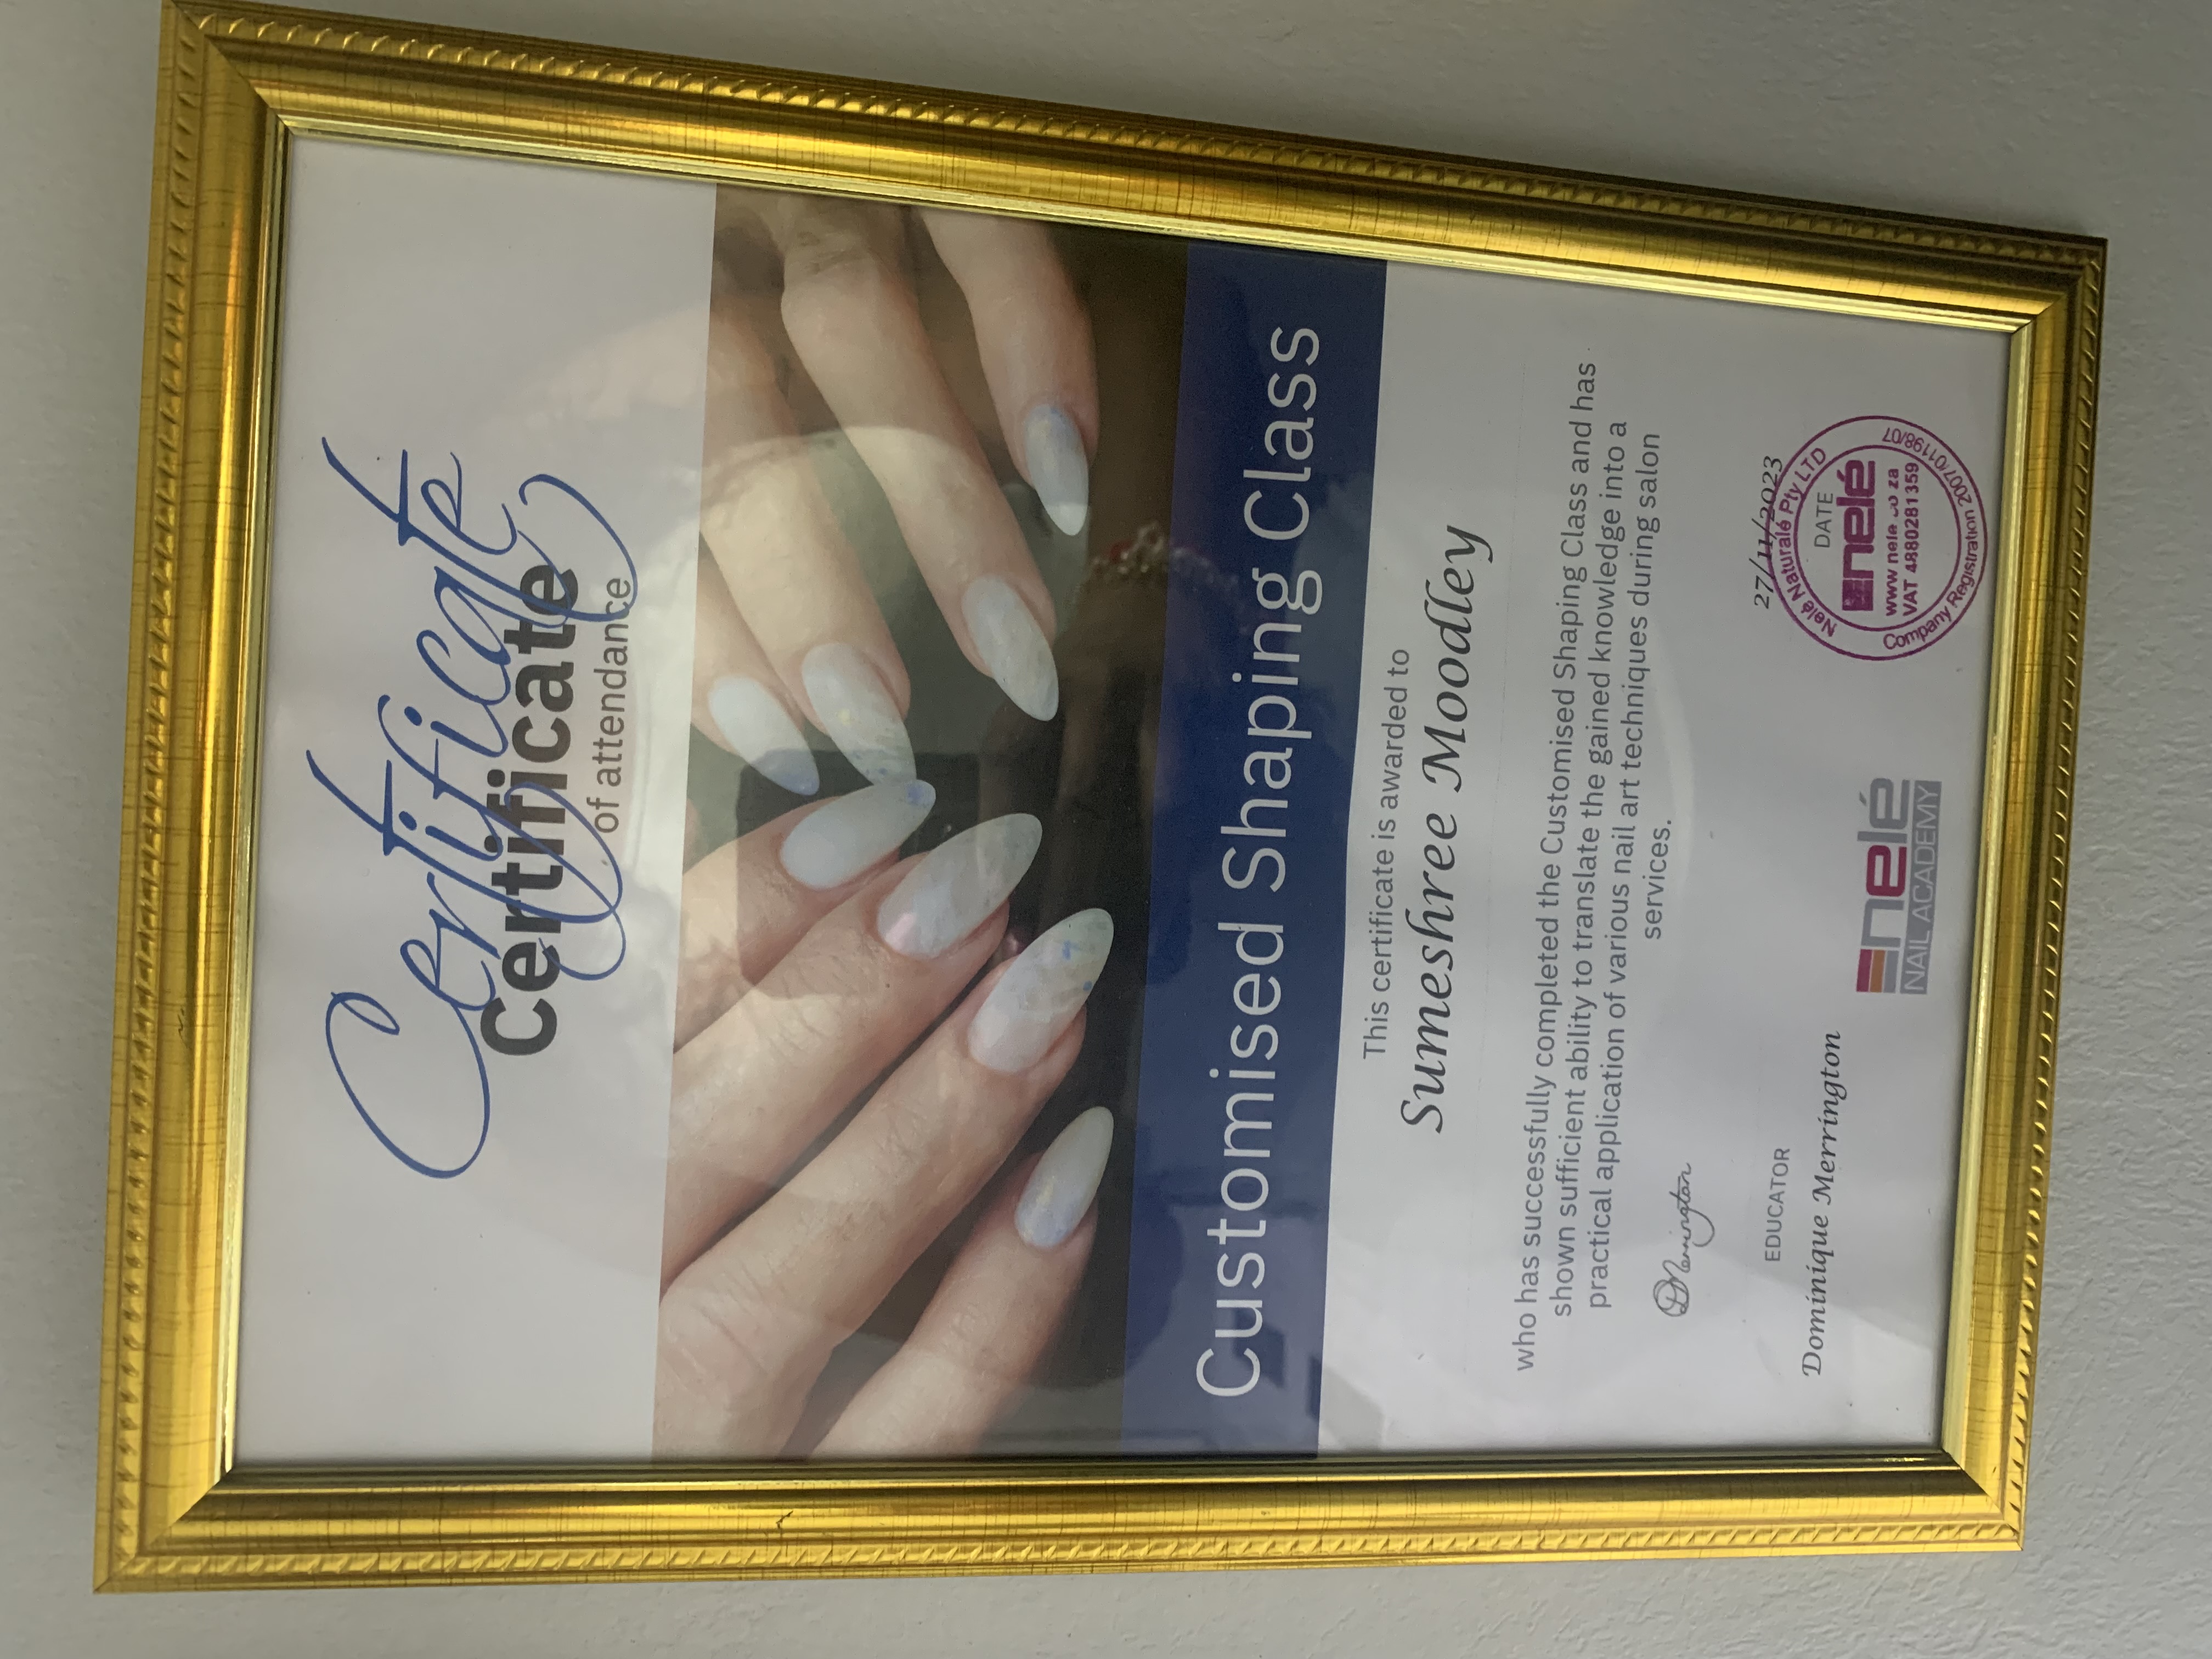 Certificate
Certificate
of attendance
Customised Shaping Class
This certificate is awarded to
Sumeshree Moodley
who has successfully completed the Customised Shaping Class and has
shown sufficient ability to translate the gained knowledge into a
practical application of various nail art techniques during salon
services.
DMerrington
EDUCATOR
Dominique Merrington
nelé
NAIL ACADEMY
27/11/2023
Nelé Naturalé Pty LTD
DATE
nelé
www nele .co za
VAT 4880281359
Company Registration 2007/01198/07